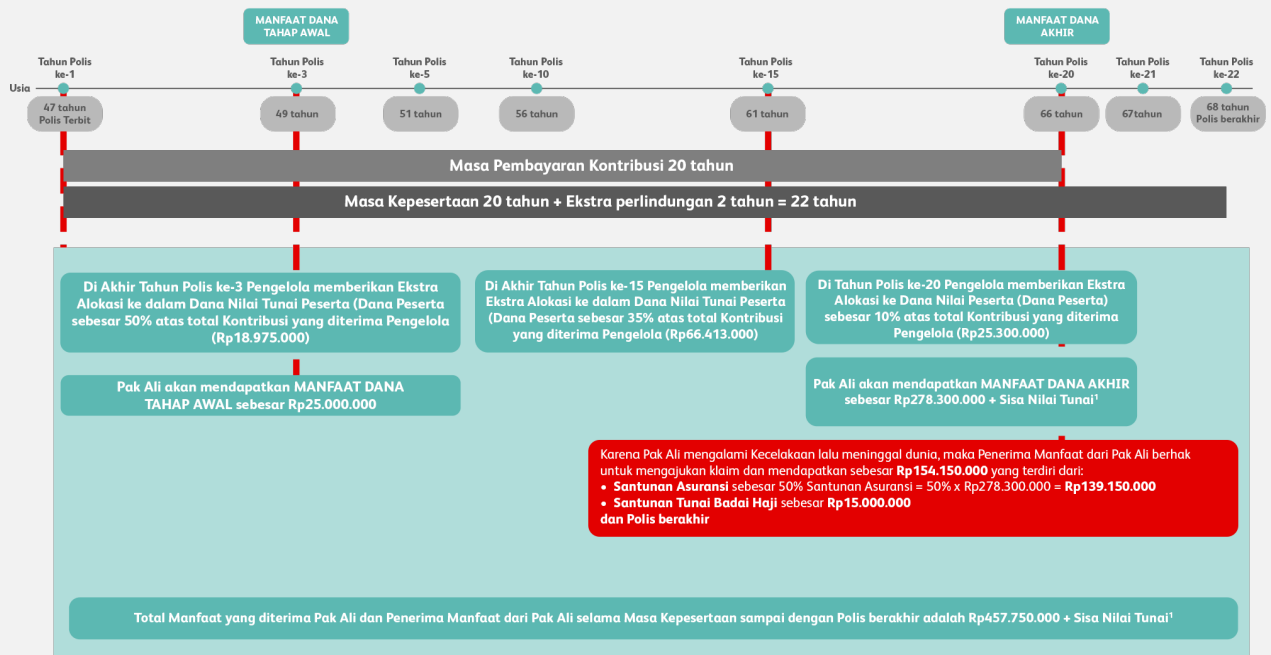 MANFAAT DANA
TAHAP AWAL
MANFAAT DANA
AKHIR
Tahun Polis
ke-1
Tahun Polis
ke-3
Tahun Polis
ke-5
Tahun Polis
ke-10
Tahun Polis
ke-15
Tahun Polis
ke-20
Tahun Polis
ke-21
Tahun Polis
ke-22
Usia
47 tahun
Polis Terbit
49 tahun
51 tahun
56 tahun
61 tahun
66 tahun
67tahun
68 tahun
Polis berakhir
Masa Pembayaran Kontribusi 20 tahun
Masa Kepesertaan 20 tahun + Ekstra perlindungan 2 tahun = 22 tahun
Di Akhir Tahun Polis ke-3 Pengelola memberikan Ekstra
Alokasi ke dalam Dana Nilai Tunai Peserta (Dana Peserta
sebesar 50% atas total Kontribusi yang diterima Pengelola
(Rp18.975.000)
Pak Ali akan mendapatkan MANFAAT DANA
TAHAP AWAL sebesar Rp25.000.000
Di Akhir Tahun Polis ke-15 Pengelola memberikan
Ekstra Alokasi ke dalam Dana Nilai Tunai Peserta
(Dana Peserta sebesar 35% atas total Kontribusi
yang diterima Pengelola (Rp66.413.000)
Di Tahun Polis ke-20 Pengelola memberikan Ekstra
Alokasi ke Dana Nilai Peserta (Dana Peserta)
sebesar 10% atas total Kontribusi yang diterima
Pengelola (Rp25.300.000)
Pak Ali akan mendapatkan MANFAAT DANA AKHIR
sebesar Rp278.300.000 + Sisa Nilai Tunai¹
Karena Pak Ali mengalami Kecelakaan lalu meninggal dunia, maka Penerima Manfaat dari Pak Ali berhak
untuk mengajukan klaim dan mendapatkan sebesar Rp154.150.000 yang terdiri dari:
• Santunan Asuransi sebesar 50% Santunan Asuransi = 50% x Rp278.300.000 = Rp139.150.000
• Santunan Tunai Badai Haji sebesar Rp15.000.000
dan Polis berakhir
Total Manfaat yang diterima Pak Ali dan Penerima Manfaat dari Pak Ali selama Masa Kepesertaan sampai dengan Polis berakhir adalah Rp457.750.000 + Sisa Nilai Tunai¹